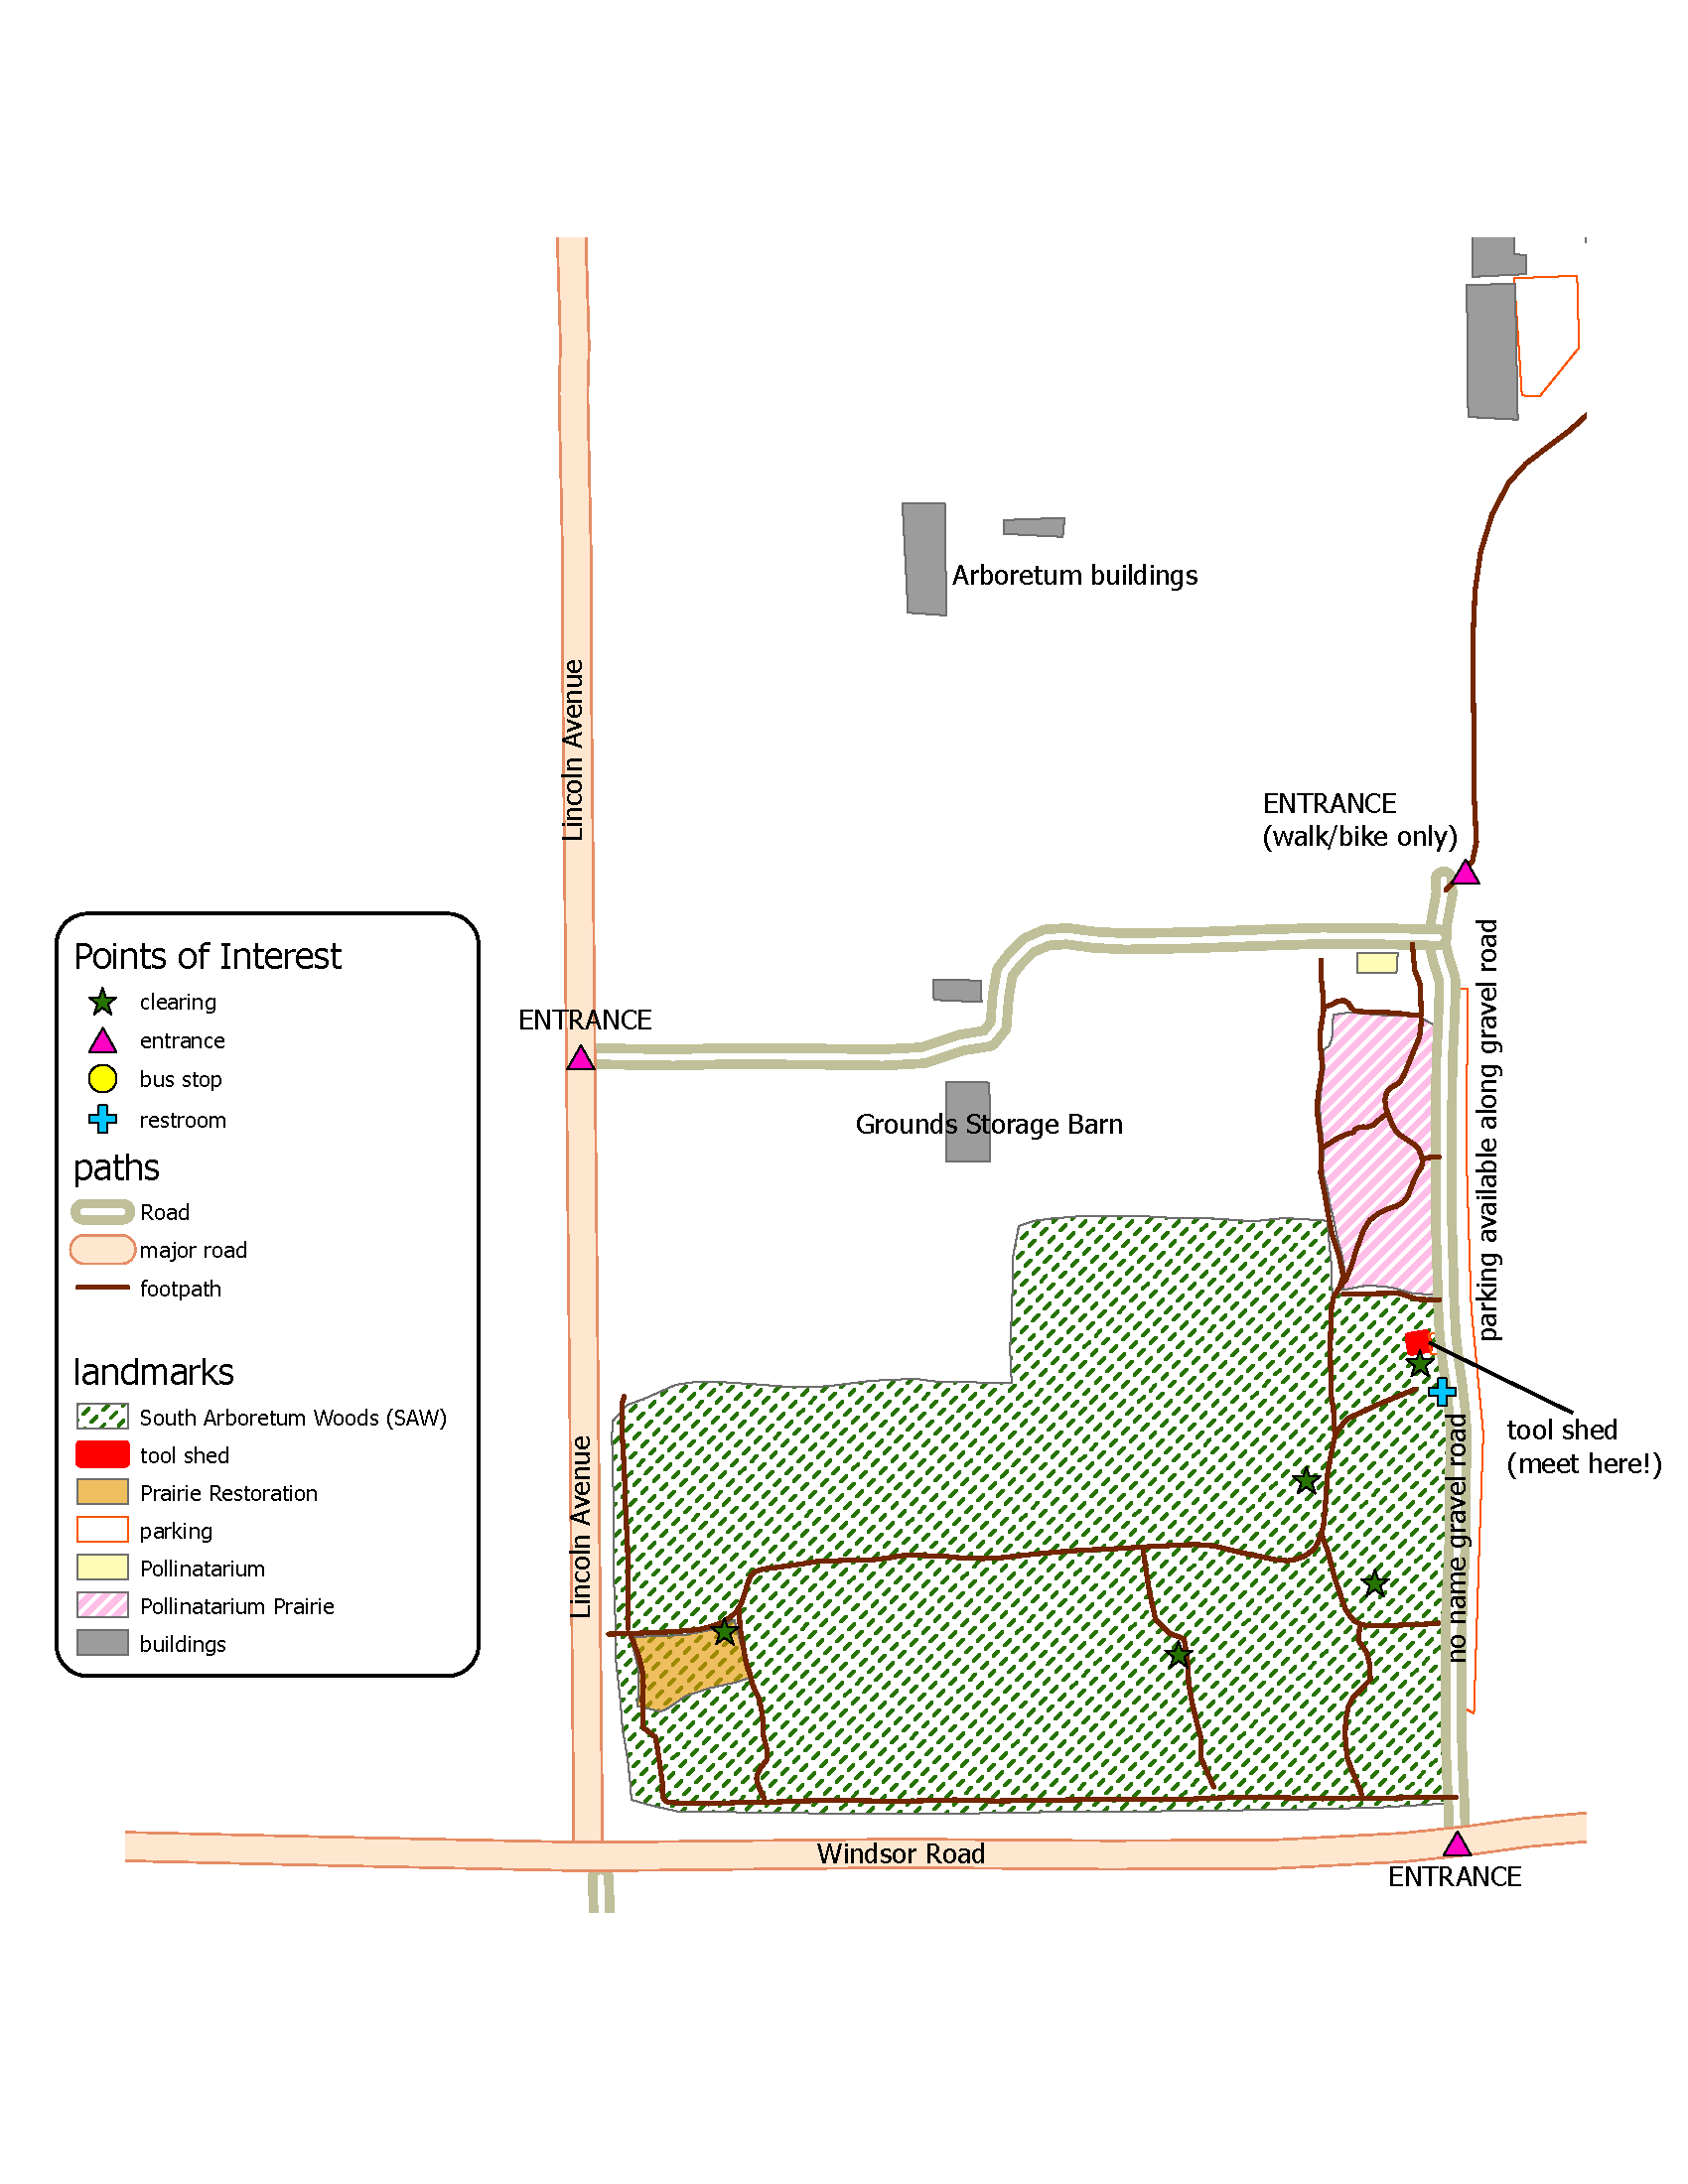 Arboretum buildings
Lincoln Avenue
ENTRANCE
(walk/bike only)
parking available along gravel road
ENTRANCE
Grounds Storage Barn
Points of Interest
clearing
entrance
bus stop
restroom
paths
Road
major road
footpath
landmarks
South Arboretum Woods (SAW)
tool shed
Prairie Restoration
parking
Pollinatarium
Pollinatarium Prairie
buildings
Lincoln Avenue
no name gravel road
tool shed
(meet here!)
Windsor Road
ENTRANCE